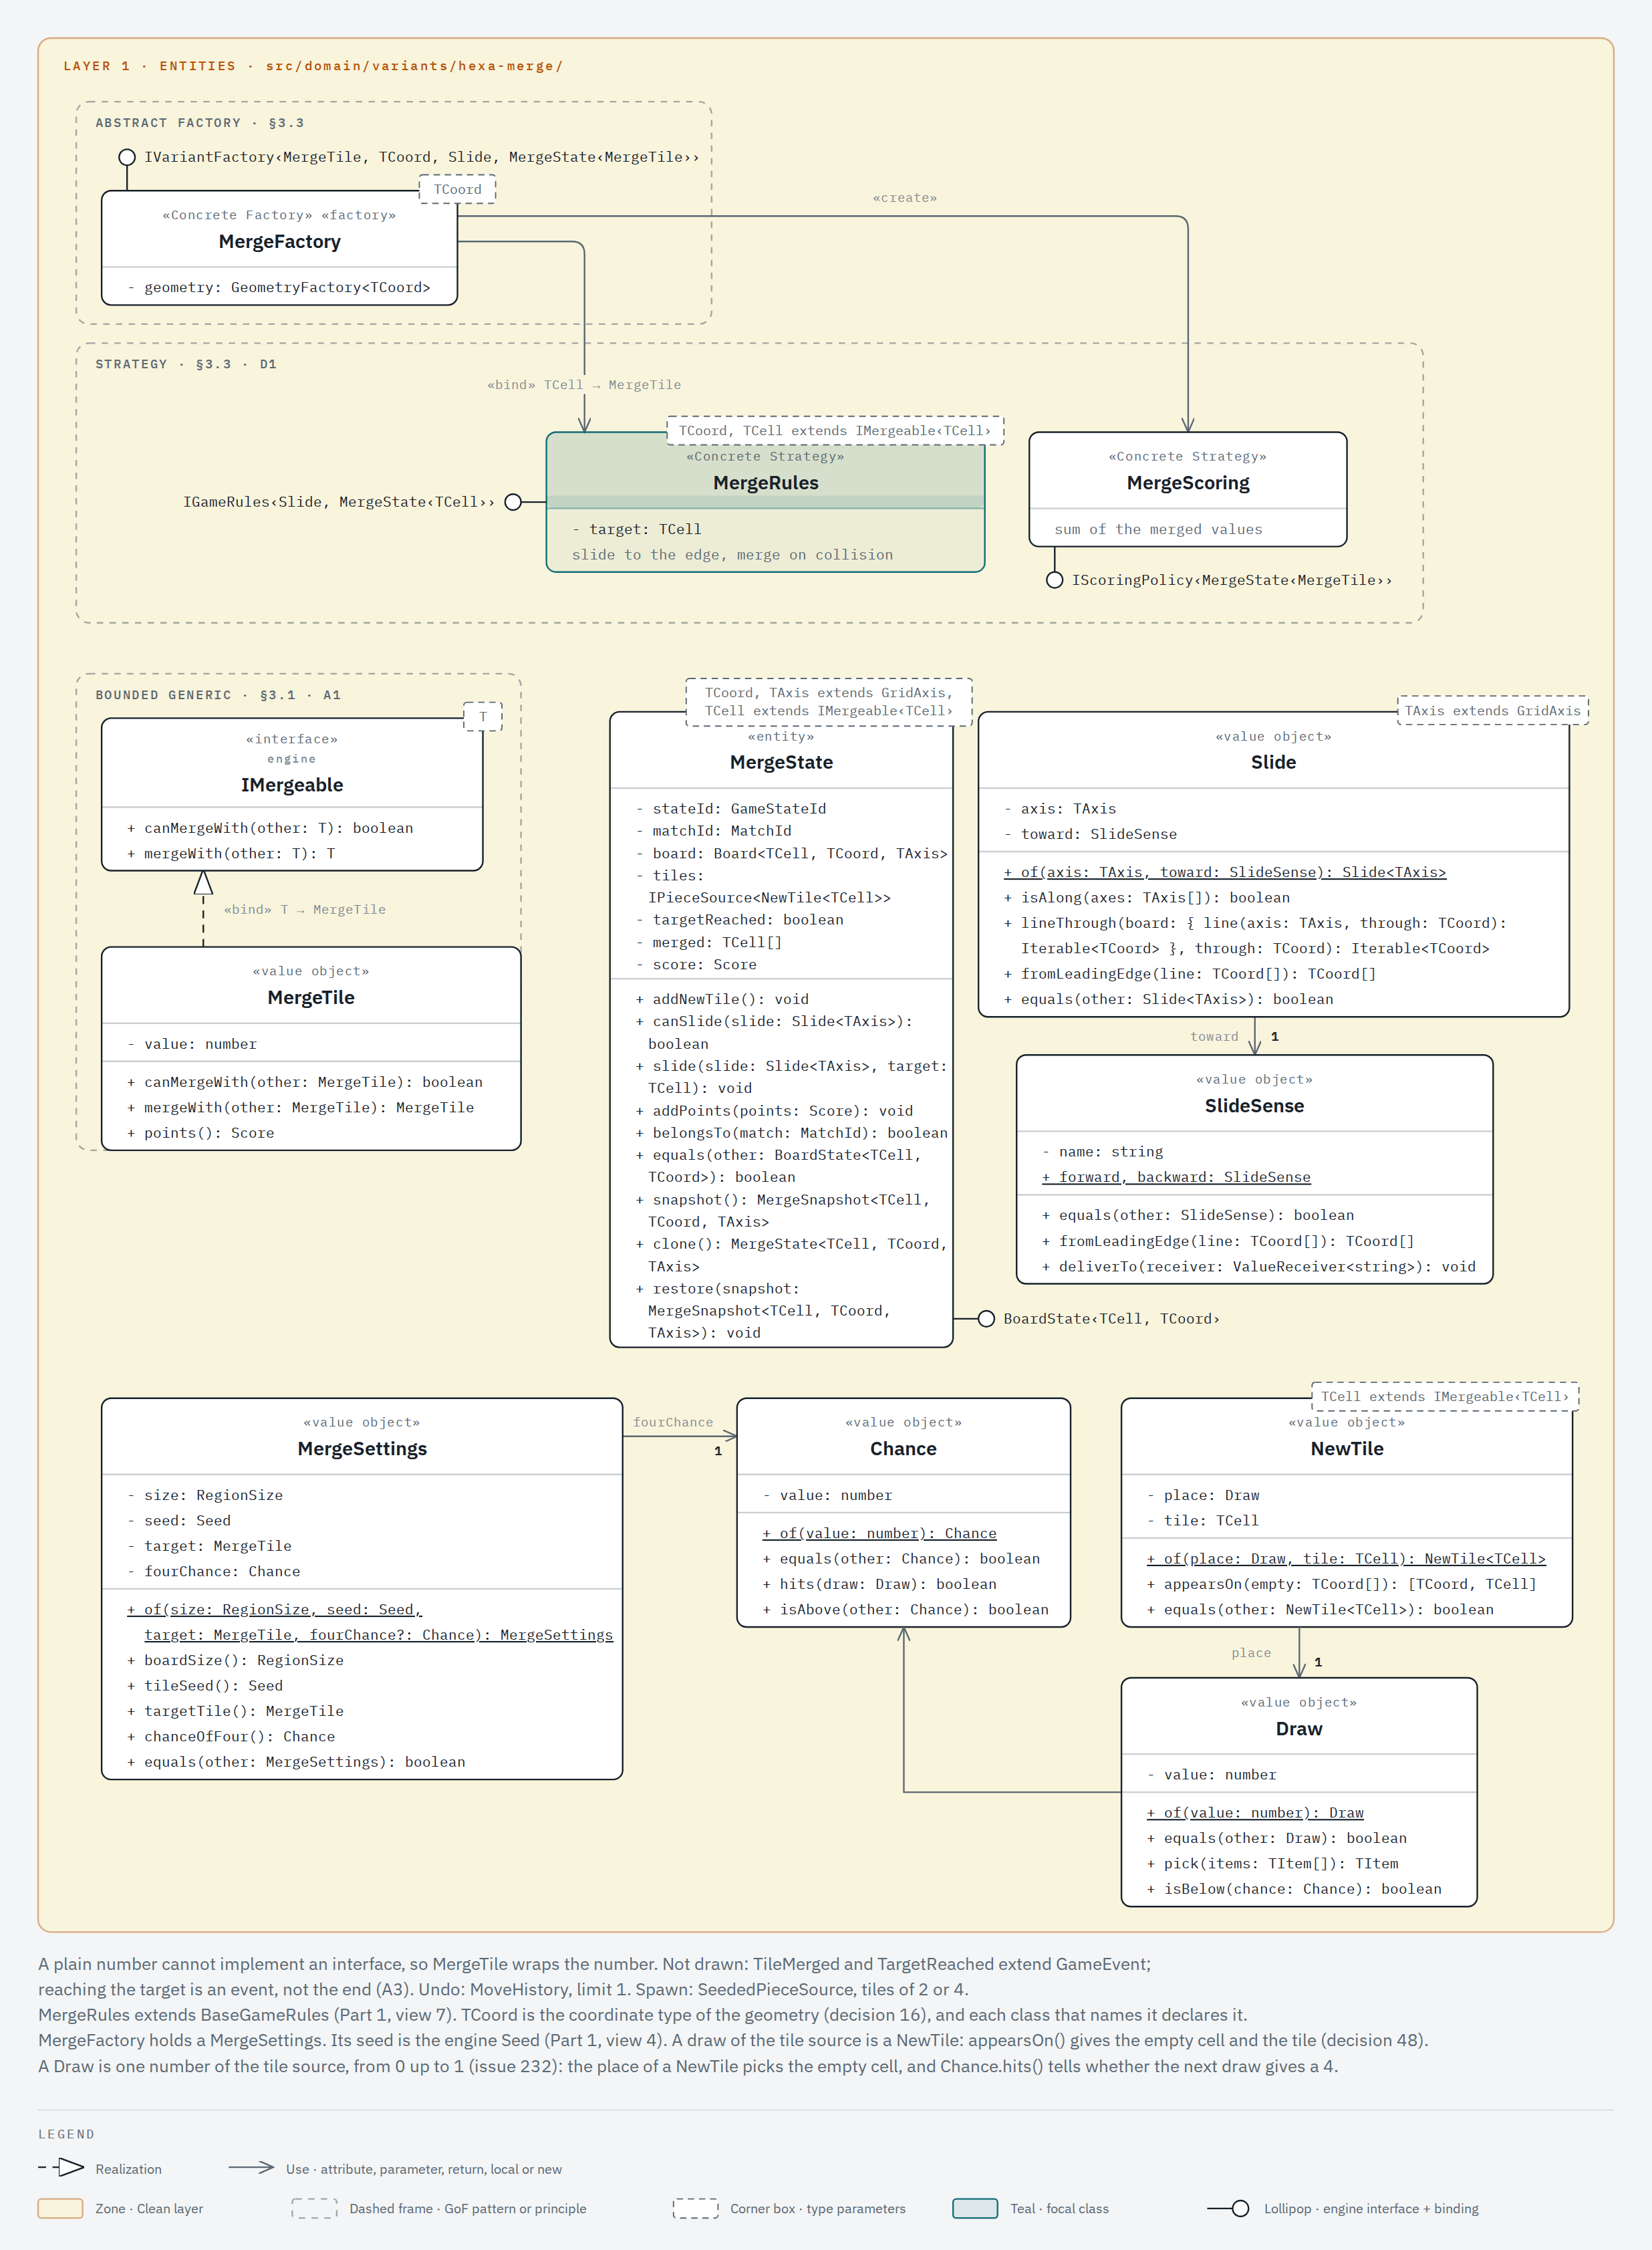 LAYER 1 · ENTITIES · src/domain/variants/hexa-merge/
ABSTRACT FACTORY · §3.3
IVariantFactory‹MergeTile, TCoord, Slide, MergeState‹MergeTile››
TCoord
«Concrete Factory» «factory»
MergeFactory
- geometry: GeometryFactory<TCoord>
«create»
STRATEGY · §3.3 · D1
«bind» TCell → MergeTile
TCoord, TCell extends IMergeable‹TCell›
«Concrete Strategy»
MergeRules
- target: TCell
slide to the edge, merge on collision
IGameRules‹Slide, MergeState‹TCell››
«Concrete Strategy»
MergeScoring
sum of the merged values
IScoringPolicy‹MergeState‹MergeTile››
BOUNDED GENERIC · §3.1 · A1
T
«interface»
engine
IMergeable
+ canMergeWith(other: T): boolean
+ mergeWith(other: T): T
«bind» T → MergeTile
«value object»
MergeTile
- value: number
+ canMergeWith(other: MergeTile): boolean
+ mergeWith(other: MergeTile): MergeTile
+ points(): Score
TCoord, TAxis extends GridAxis,
TCell extends IMergeable‹TCell›
«entity»
MergeState
- stateId: GameStateId
- matchId: MatchId
- board: Board<TCell, TCoord, TAxis>
- tiles:
IPieceSource<NewTile<TCell>>
- targetReached: boolean
- merged: TCell[]
- score: Score
+ addNewTile(): void
+ canSlide(slide: Slide<TAxis>):
boolean
+ slide(slide: Slide<TAxis>, target:
TCell): void
+ addPoints(points: Score): void
+ belongsTo(match: MatchId): boolean
+ equals(other: BoardState<TCell,
TCoord>): boolean
+ snapshot(): MergeSnapshot<TCell,
TCoord, TAxis>
+ clone(): MergeState<TCell, TCoord,
TAxis>
+ restore(snapshot:
MergeSnapshot<TCell, TCoord,
TAxis>): void
BoardState‹TCell, TCoord›
TAxis extends GridAxis
«value object»
Slide
- axis: TAxis
- toward: SlideSense
+ of(axis: TAxis, toward: SlideSense): Slide<TAxis>
+ isAlong(axes: TAxis[]): boolean
+ lineThrough(board: { line(axis: TAxis, through: TCoord):
Iterable<TCoord> }, through: TCoord): Iterable<TCoord>
+ fromLeadingEdge(line: TCoord[]): TCoord[]
+ equals(other: Slide<TAxis>): boolean
toward 1
«value object»
SlideSense
- name: string
+ forward, backward: SlideSense
+ equals(other: SlideSense): boolean
+ fromLeadingEdge(line: TCoord[]): TCoord[]
+ deliverTo(receiver: ValueReceiver<string>): void
«value object»
MergeSettings
- size: RegionSize
- seed: Seed
- target: MergeTile
- fourChance: Chance
+ of(size: RegionSize, seed: Seed,
target: MergeTile, fourChance?: Chance): MergeSettings
+ boardSize(): RegionSize
+ tileSeed(): Seed
+ targetTile(): MergeTile
+ chanceOfFour(): Chance
+ equals(other: MergeSettings): boolean
fourChance
1
«value object»
Chance
- value: number
+ of(value: number): Chance
+ equals(other: Chance): boolean
+ hits(draw: Draw): boolean
+ isAbove(other: Chance): boolean
TCell extends IMergeable‹TCell›
«value object»
NewTile
- place: Draw
- tile: TCell
+ of(place: Draw, tile: TCell): NewTile<TCell>
+ appearsOn(empty: TCoord[]): [TCoord, TCell]
+ equals(other: NewTile<TCell>): boolean
place
1
«value object»
Draw
- value: number
+ of(value: number): Draw
+ equals(other: Draw): boolean
+ pick(items: TItem[]): TItem
+ isBelow(chance: Chance): boolean
A plain number cannot implement an interface, so MergeTile wraps the number. Not drawn: TileMerged and TargetReached extend GameEvent;
reaching the target is an event, not the end (A3). Undo: MoveHistory, limit 1. Spawn: SeededPieceSource, tiles of 2 or 4.
MergeRules extends BaseGameRules (Part 1, view 7). TCoord is the coordinate type of the geometry (decision 16), and each class that names it declares it.
MergeFactory holds a MergeSettings. Its seed is the engine Seed (Part 1, view 4). A draw of the tile source is a NewTile: appearsOn() gives the empty cell and the tile (decision 48).
A Draw is one number of the tile source, from 0 up to 1 (issue 232): the place of a NewTile picks the empty cell, and Chance.hits() tells whether the next draw gives a 4.
LEGEND
Realization
Use · attribute, parameter, return, local or new
Zone · Clean layer
Dashed frame · GoF pattern or principle
Corner box · type parameters
Teal · focal class
Lollipop · engine interface + binding